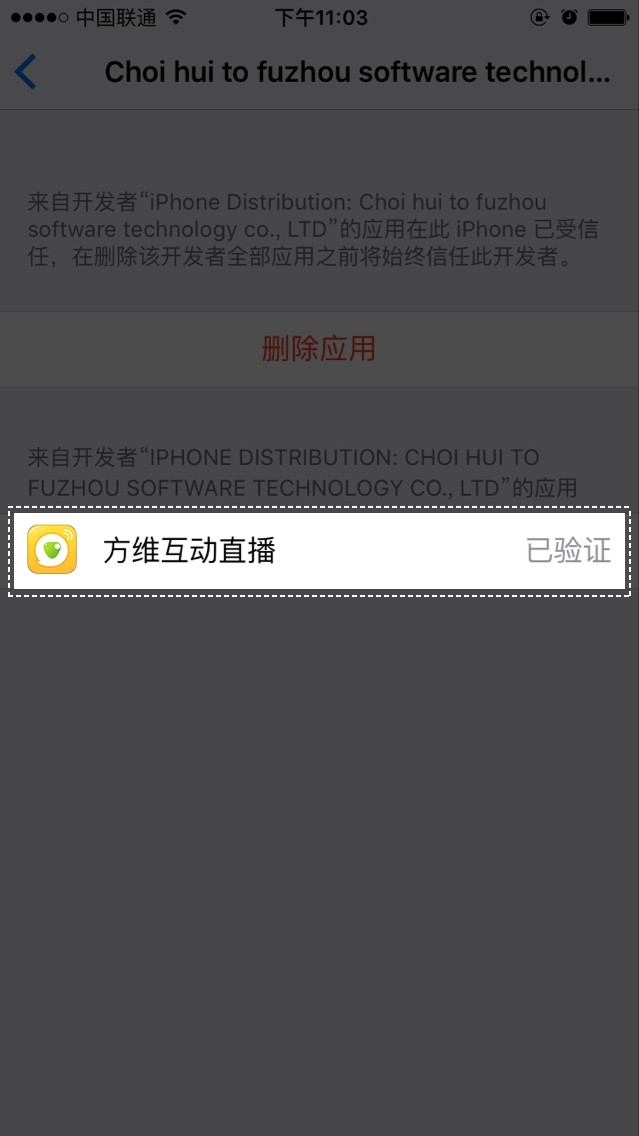 中国联通 下午11:03
Choi hui to fuzhou software technol...
来自开发者“iPhone Distribution: Choi hui to fuzhou
software technology co., LTD”的应用在此 iPhone 已受信
任，在删除该开发者全部应用之前将始终信任此开发者。
删除应用
来自开发者“IPHONE DISTRIBUTION: CHOI HUI TO
FUZHOU SOFTWARE TECHNOLOGY CO., LTD”的应用
方维互动直播 已验证